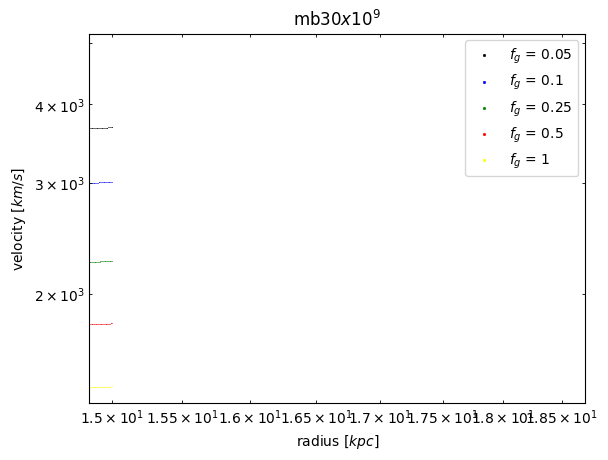 mb30x10⁹
f_g = 0.05
f_g = 0.1
f_g = 0.25
f_g = 0.5
f_g = 1
4 × 10³
3 × 10³
2 × 10³
velocity [km/s]
1.5 × 10¹ 1.55 × 10¹ 1.6 × 10¹ 1.65 × 10¹ 1.7 × 10¹ 1.75 × 10¹ 1.8 × 10¹ 1.85 × 10¹
radius [kpc]